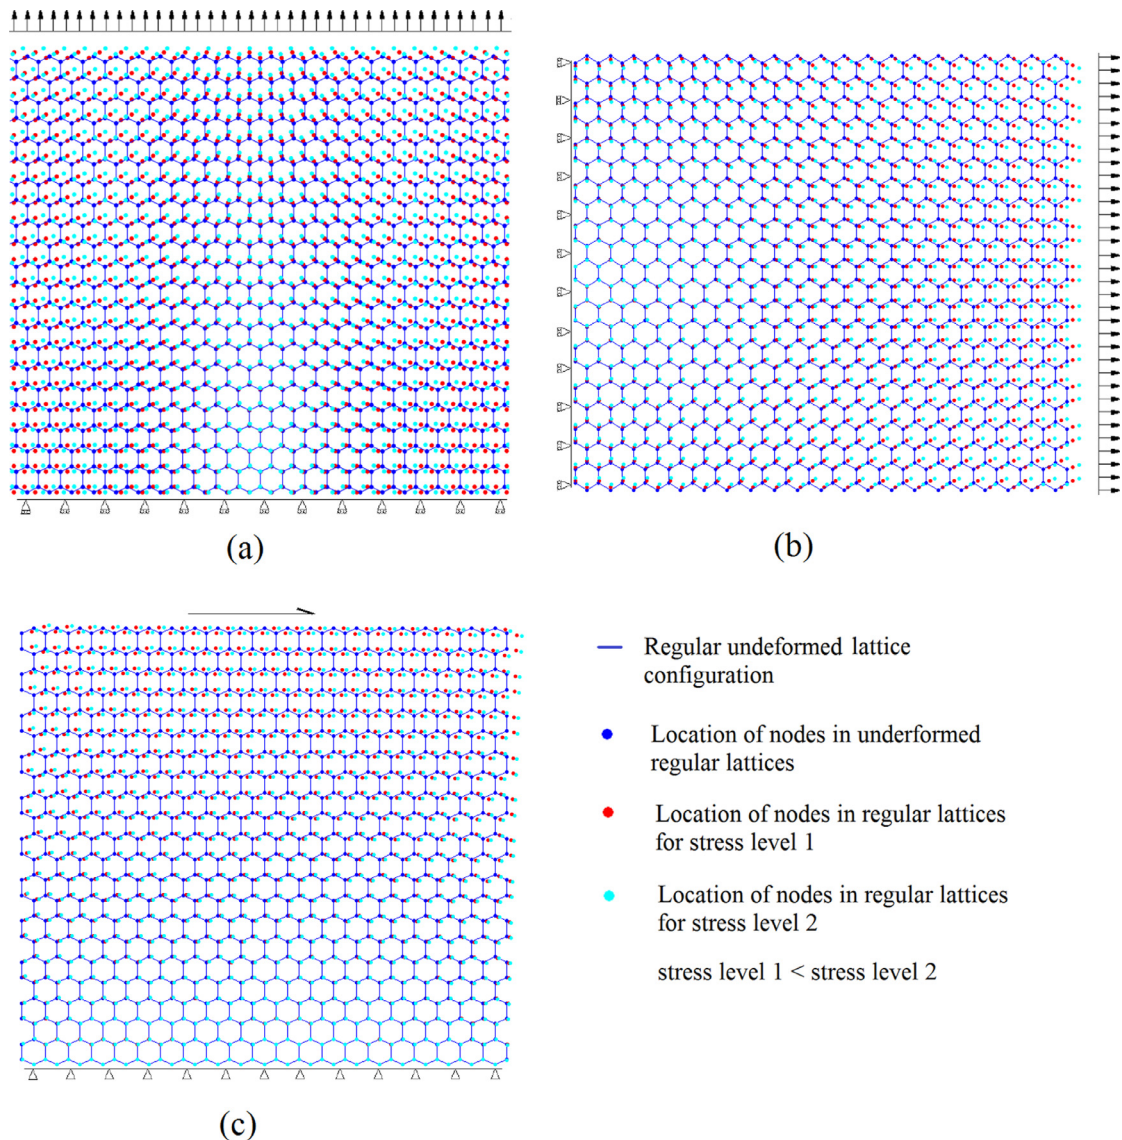 (a)
(b)
Regular undeformed lattice
configuration
Location of nodes in underformed
regular lattices
Location of nodes in regular lattices
for stress level 1
Location of nodes in regular lattices
for stress level 2
stress level 1 < stress level 2
(c)